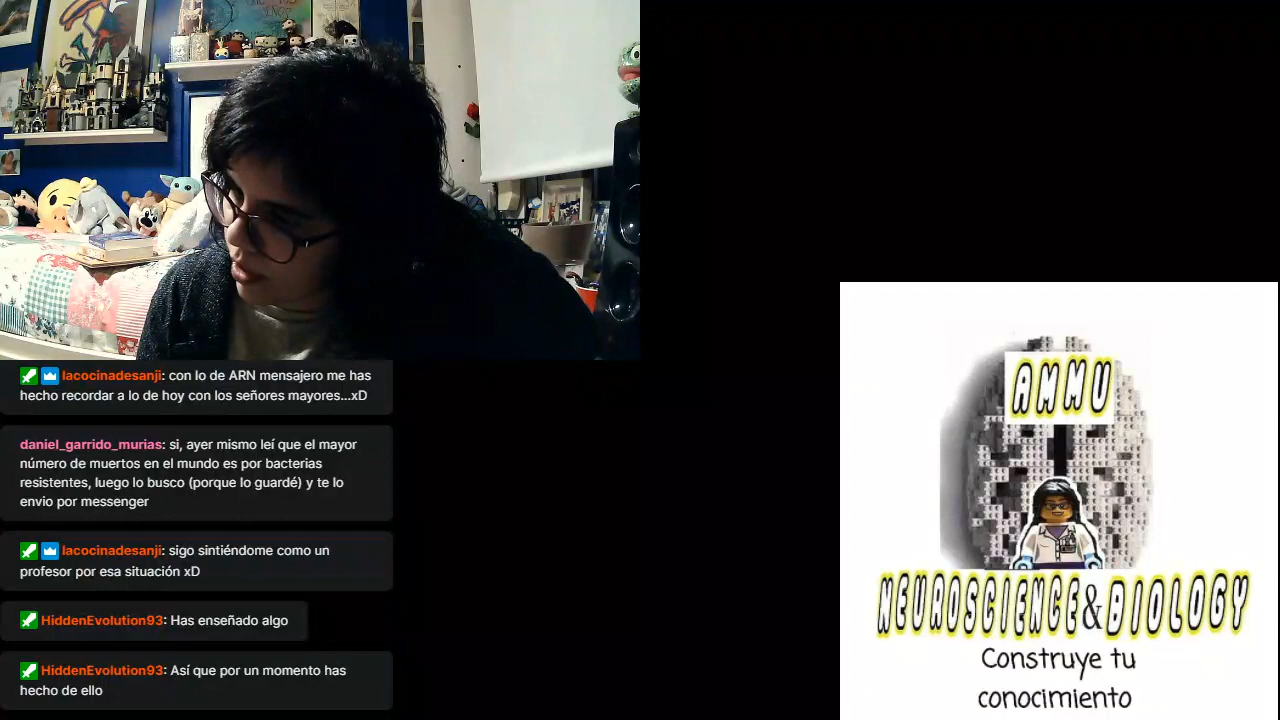 lacocinadesanji: con lo de ARN mensajero me has
hecho recordar a lo de hoy con los señores mayores...xD
daniel_garrido_murias: si, ayer mismo leí que el mayor
número de muertos en el mundo es por bacterias
resistentes, luego lo busco (porque lo guardé) y te lo
envio por messenger
lacocinadesanji: sigo sintiéndome como un
profesor por esa situación xD
HiddenEvolution93: Has enseñado algo
HiddenEvolution93: Así que por un momento has
hecho de ello
AMMU
NEUROSCIENCE&BIOLOGY
Construye tu
conocimiento